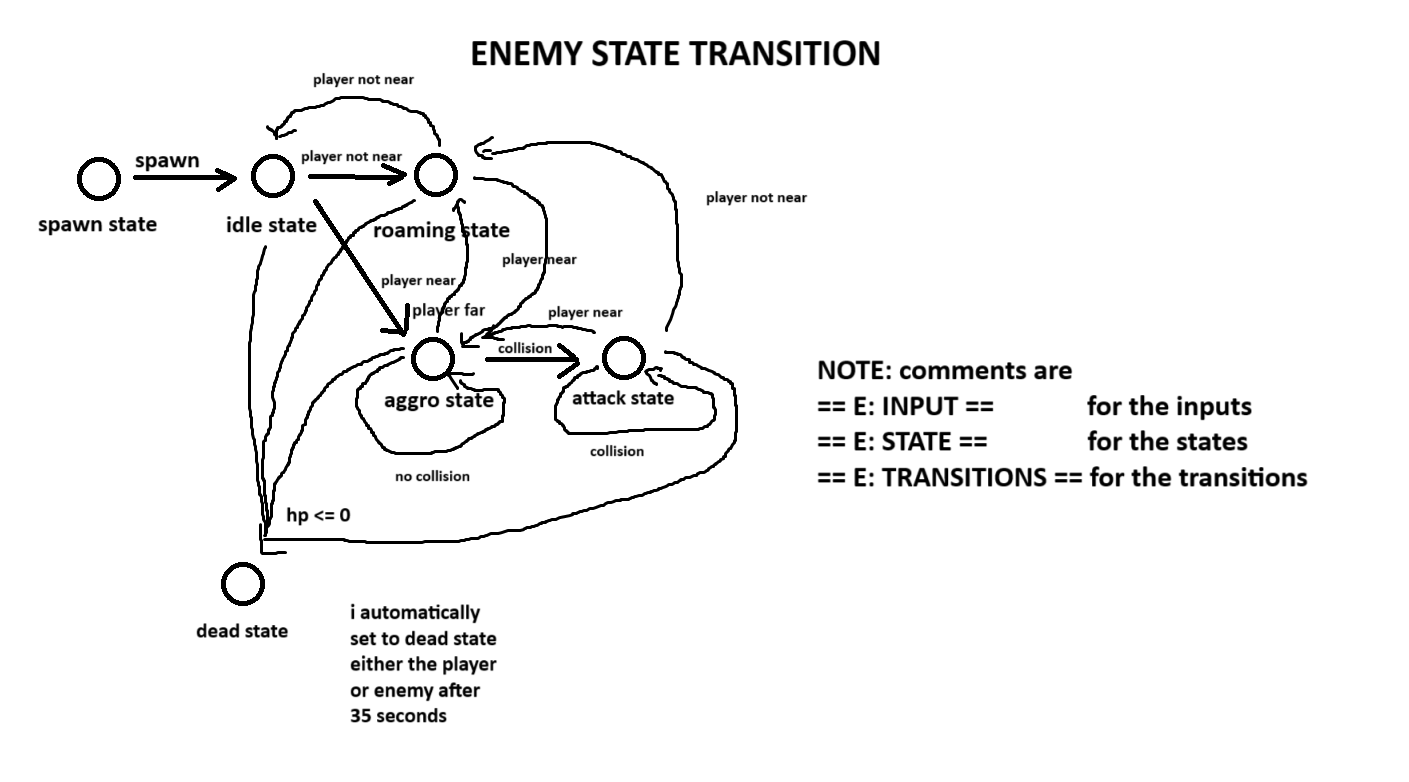 ENEMY STATE TRANSITION
player not near
spawn
player not near
player not near
spawn state
idle state
roaming state
player near
player near
player far
player near
collision
aggro state
attack state
collision
no collision
NOTE: comments are
== E: INPUT == for the inputs
== E: STATE == for the states
== E: TRANSITIONS == for the transitions
hp <= 0
dead state
i automatically
set to dead state
either the player
or enemy after
35 seconds